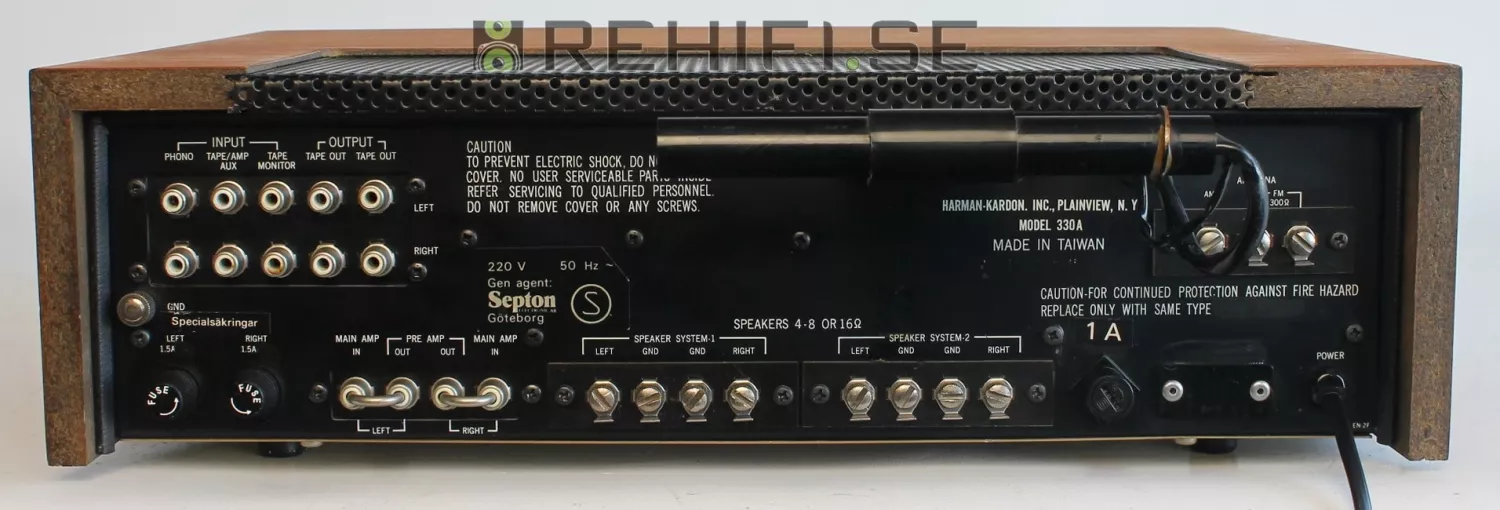 REHIFI.SE
INPUT
OUTPUT
PHONO
TAPE/AMP
AUX
TAPE
MONITOR
TAPE OUT
TAPE OUT
LEFT
RIGHT
GND
CAUTION
TO PREVENT ELECTRIC SHOCK, DO
COVER. NO USER SERVICEABLE PARTS INSIDE
REFER SERVICING TO QUALIFIED PERSONNEL.
DO NOT REMOVE COVER OR ANY SCREWS.
HARMAN-KARDON. INC., PLAINVIEW, N. Y
MODEL 330A
MADE IN TAIWAN
FM
300Ω
220 V 50 Hz ~
Gen agent:
Septon
Göteborg
S
Specialsäkringar
LEFT
1.5A
RIGHT
1.5A
FUSE
FUSE
MAIN AMP
IN
PRE AMP
OUT
OUT
MAIN AMP
IN
LEFT
RIGHT
SPEAKERS 4-8 OR 16Ω
SPEAKER SYSTEM-1
LEFT
GND
GND
RIGHT
SPEAKER SYSTEM-2
LEFT
GND
GND
RIGHT
CAUTION-FOR CONTINUED PROTECTION AGAINST FIRE HAZARD
REPLACE ONLY WITH SAME TYPE
1A
POWER
EN-2F